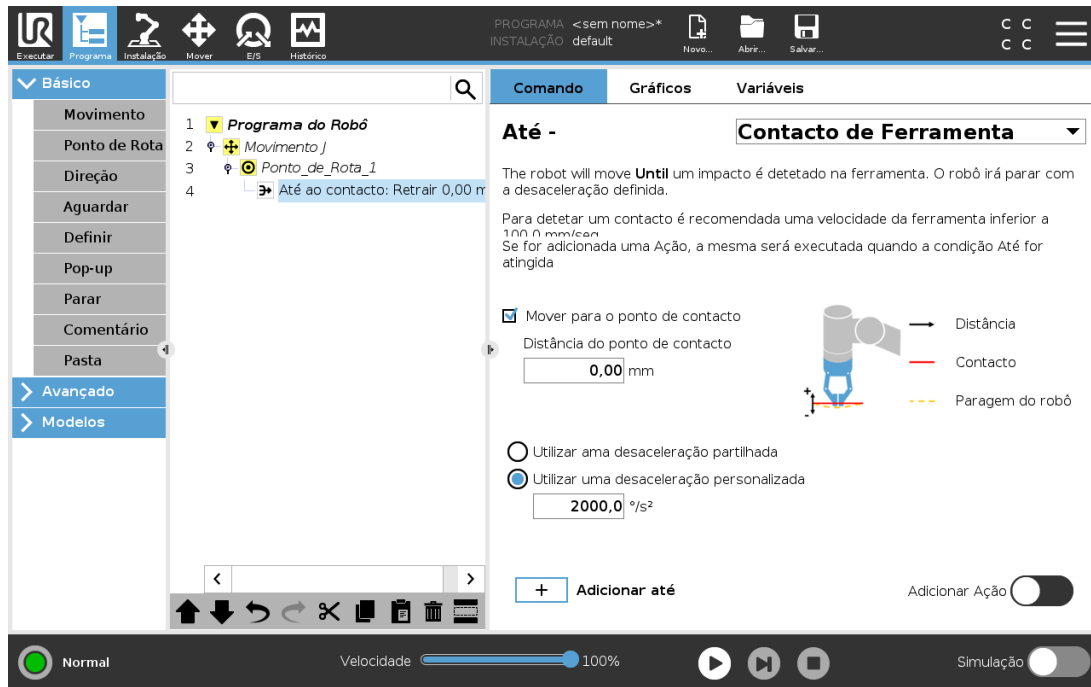 UR
Executar
Programa
Instalação
Mover
E/S
Histórico
PROGRAMA <sem nome>*
INSTALAÇÃO default
Novo...
Abrir...
Salvar...
C C
C C
Básico
Movimento
Ponto de Rota
Direção
Aguardar
Definir
Pop-up
Parar
Comentário
Pasta
Avançado
Modelos
1 Programa do Robô
2 Movimento J
3 Ponto_de_Rota_1
4 Até ao contacto: Retrair 0,00 m
Comando
Gráficos
Variáveis
Até -
Contacto de Ferramenta
The robot will move Until um impacto é detetado na ferramenta. O robô irá parar com
a desaceleração definida.
Para detetar um contacto é recomendada uma velocidade da ferramenta inferior a
100,0 mm/seg
Se for adicionada uma Ação, a mesma será executada quando a condição Até for
atingida
Mover para o ponto de contacto
Distância do ponto de contacto
0,00 mm
+
-
Distância
Contacto
Paragem do robô
Utilizar ama desaceleração partilhada
Utilizar uma desaceleração personalizada
2000,0 °/s²
+ Adicionar até
Adicionar Ação
Normal
Velocidade
100%
Simulação